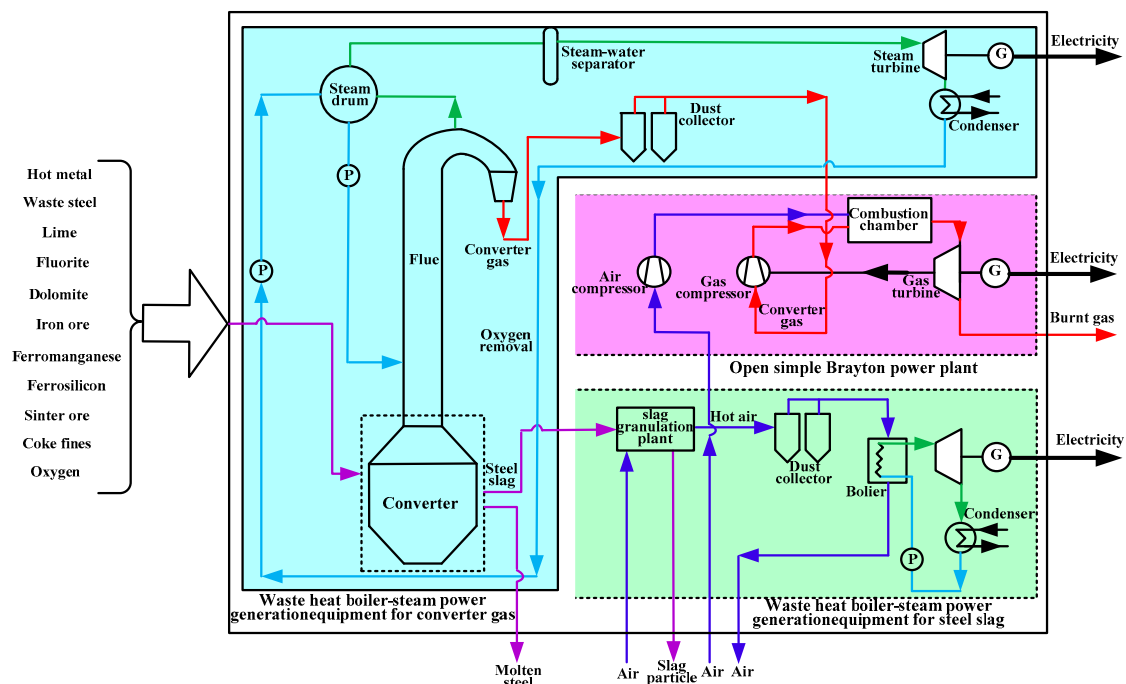 Hot metal
Waste steel
Lime
Fluorite
Dolomite
Iron ore
Ferromanganese
Ferrosilicon
Sinter ore
Coke fines
Oxygen
Steam
drum
P
P
Steam-water
separator
Steam
turbine
G
Electricity
Condenser
Dust
collector
Converter
gas
Flue
Oxygen
removal
Converter
Steel
slag
Waste heat boiler-steam power
generationequipment for converter gas
Molten
steel
Combustion
chamber
Air
compressor
Gas
compressor
Converter
gas
Gas
turbine
G
Electricity
Burnt gas
Open simple Brayton power plant
slag
granulation
plant
Hot air
Dust
collector
Bolier
G
Electricity
Condenser
P
Waste heat boiler-steam power
generationequipment for steel slag
Air
Slag
particle
Air
Air